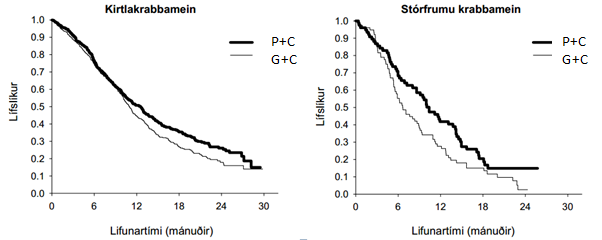 Kirtlakrabbamein
1.0
0.9
0.8
0.7
0.6
0.5
0.4
0.3
0.2
0.1
0.0
Lífslíkur
P+C
G+C
0 6 12 18 24 30
Lifunartími (mánuðir)
Stórfrumu krabbamein
1.0
0.9
0.8
0.7
0.6
0.5
0.4
0.3
0.2
0.1
0.0
Lífslíkur
P+C
G+C
0 6 12 18 24 30
Lifunartími (mánuðir)